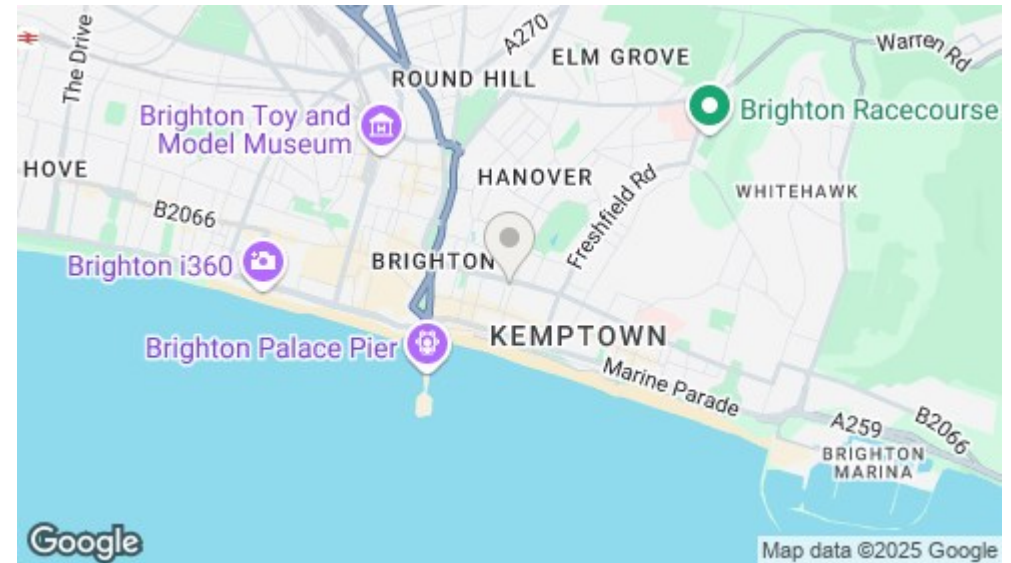 The Drive
A270
ELM GROVE
Warren Rd
ROUND HILL
Brighton Toy and
Model Museum
Brighton Racecourse
HOVE
HANOVER
Freshfield Rd
WHITEHAWK
B2066
BRIGHTON
Brighton i360
KEMPTOWN
Brighton Palace Pier
Marine Parade
A259
B2066
BRIGHTON
MARINA
Google
Map data ©2025 Google